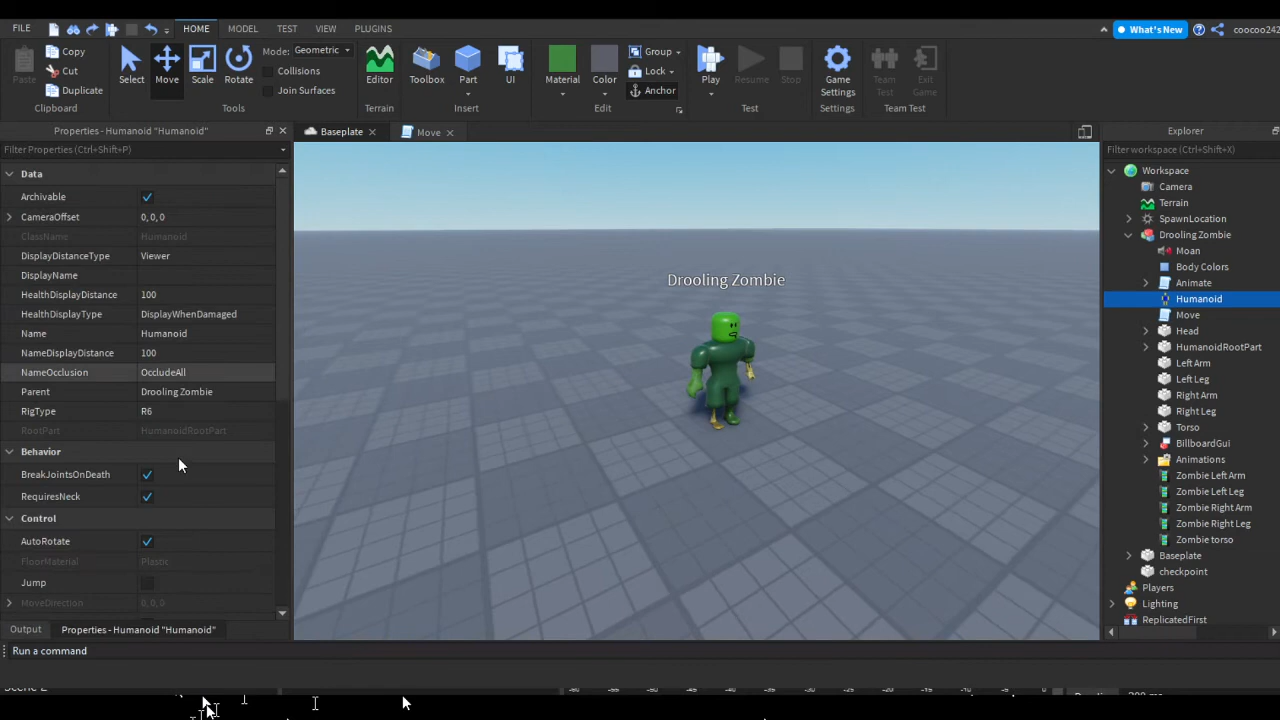 FILE HOME MODEL TEST VIEW PLUGINS What's New coocoo242
Paste Copy Cut Duplicate Select Move Scale Rotate Mode: Geometric Collisions Join Surfaces Editor Toolbox Part UI Material Color Group Lock Anchor Play Resume Stop Game Settings Team Test Exit Game
Clipboard Tools Terrain Insert Edit Test Settings Team Test
Properties - Humanoid "Humanoid"
Filter Properties (Ctrl+Shift+P)
Data
Archivable
CameraOffset 0, 0, 0
ClassName Humanoid
DisplayDistanceType Viewer
DisplayName
HealthDisplayDistance 100
HealthDisplayType DisplayWhenDamaged
Name Humanoid
NameDisplayDistance 100
NameOcclusion OccludeAll
Parent Drooling Zombie
RigType R6
RootPart HumanoidRootPart
Behavior
BreakJointsOnDeath
RequiresNeck
Control
AutoRotate
FloorMaterial Plastic
Jump
MoveDirection 0, 0, 0
Output Properties - Humanoid "Humanoid"
Run a command
Baseplate Move
Drooling Zombie
Explorer
Filter workspace (Ctrl+Shift+X)
Workspace
Camera
Terrain
SpawnLocation
Drooling Zombie
Moan
Body Colors
Animate
Humanoid
Move
Head
HumanoidRootPart
Left Arm
Left Leg
Right Arm
Right Leg
Torso
BillboardGui
Animations
Zombie Left Arm
Zombie Left Leg
Zombie Right Arm
Zombie Right Leg
Zombie torso
Baseplate
checkpoint
Players
Lighting
ReplicatedFirst